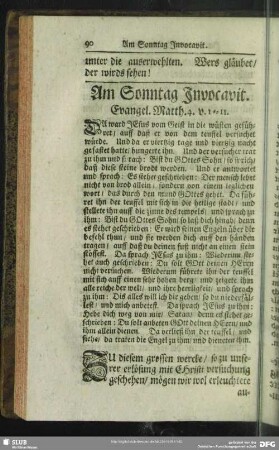 90 Am Sonntag Invocavit.
unter die auserwehlten. Wers gläubet/
der wirds sehen!
Am Sonntag Invocavit.
Evangel. Matth. 4. v. 1-11.
DA ward JEsus vom Geist in die wüsten gefüh-
ret/ auff daß er von dem teuffel versuchet
würde. Und da er viertzig tage und viertzig nacht
gefastet hatte/ hungerte ihn. Und der versucher trat
zu ihm und sprach: Bist du GOttes Sohn/ so sprich/
daß diese steine brodt werden. Und er antwortet
und sprach: Es stehet geschrieben: Der mensch lebet
nicht vom brod allein/ sondern von einem ieglichen
wort/ das durch den mund GOttes gehet. Da füh-
ret ihn der teuffel mit sich in die heilige stadt/ und
stellete ihn auff die zinne des tempels/ und sprach zu
ihm: Bist du GOttes Sohn/ so laß dich hinab: denn
es stehet geschrieben: Er wird seinen Engeln über dir
befehl thun/ und sie werden dich auff den händen
tragen/ auff daß du deinen fuß nicht an einen stein
stössest. Da sprach JEsus zu ihm: Wiederum ste-
het auch geschrieben: Du solt GOtt deinen HErrn
nicht versuchen. Wiederum führete ihn der teuffel
mit sich auff einen sehr hohen berg/ und zeigete ihm
alle reiche der welt/ und ihre herrligkeit/ und sprach
zu ihm: Dis alles will ich dir geben/ so du niederfäl-
lest/ und mich anbetest. Da sprach JEsus zu ihm:
Hebe dich weg von mir/ Satan/ denn es stehet ge-
schrieben: Du solt anbeten GOtt deinen HErrn/ und
ihm allein dienen. Da verließ ihn der teuffel/ und
siehe/ da traten die Engel zu ihm/ und dieneten ihm.
ZU diesem grossen wercke/ so zu unse-
rer erlösung mit Christi versuchung
geschehen/ mögen wir wol erleuchtete
au-
SLUB
DFG